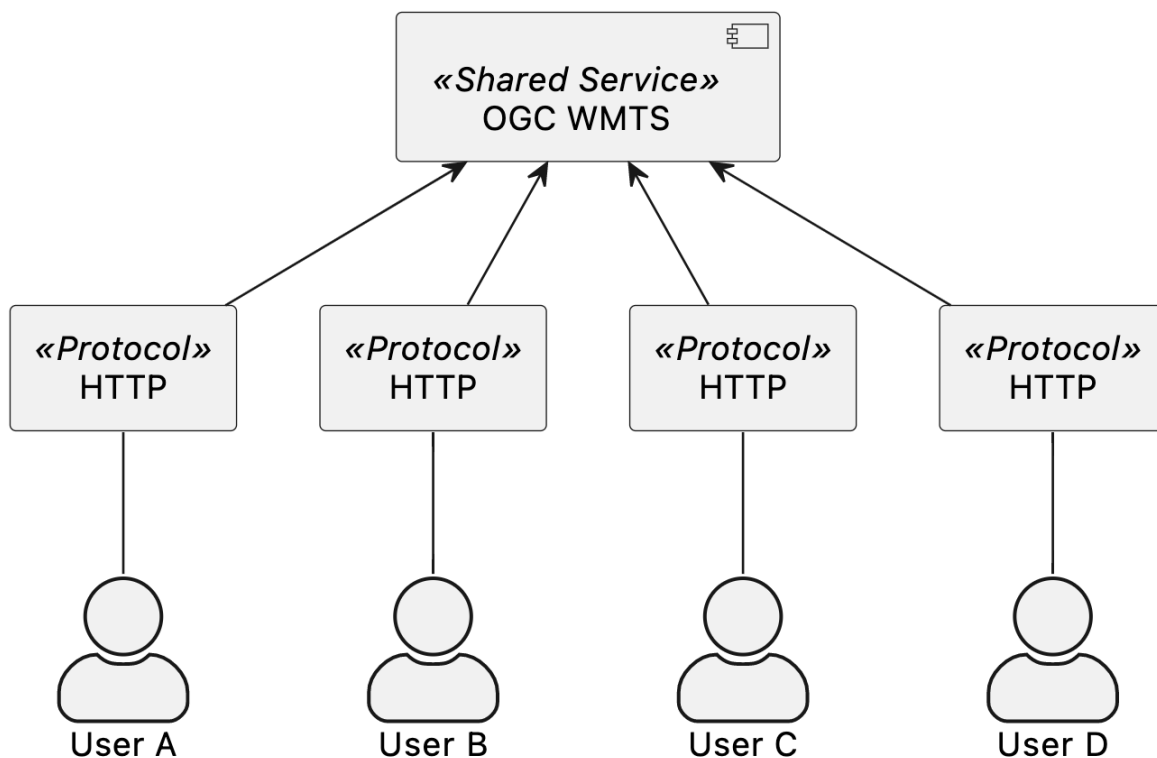 «Shared Service»
OGC WMTS
«Protocol»
HTTP
«Protocol»
HTTP
«Protocol»
HTTP
«Protocol»
HTTP
User A
User B
User C
User D